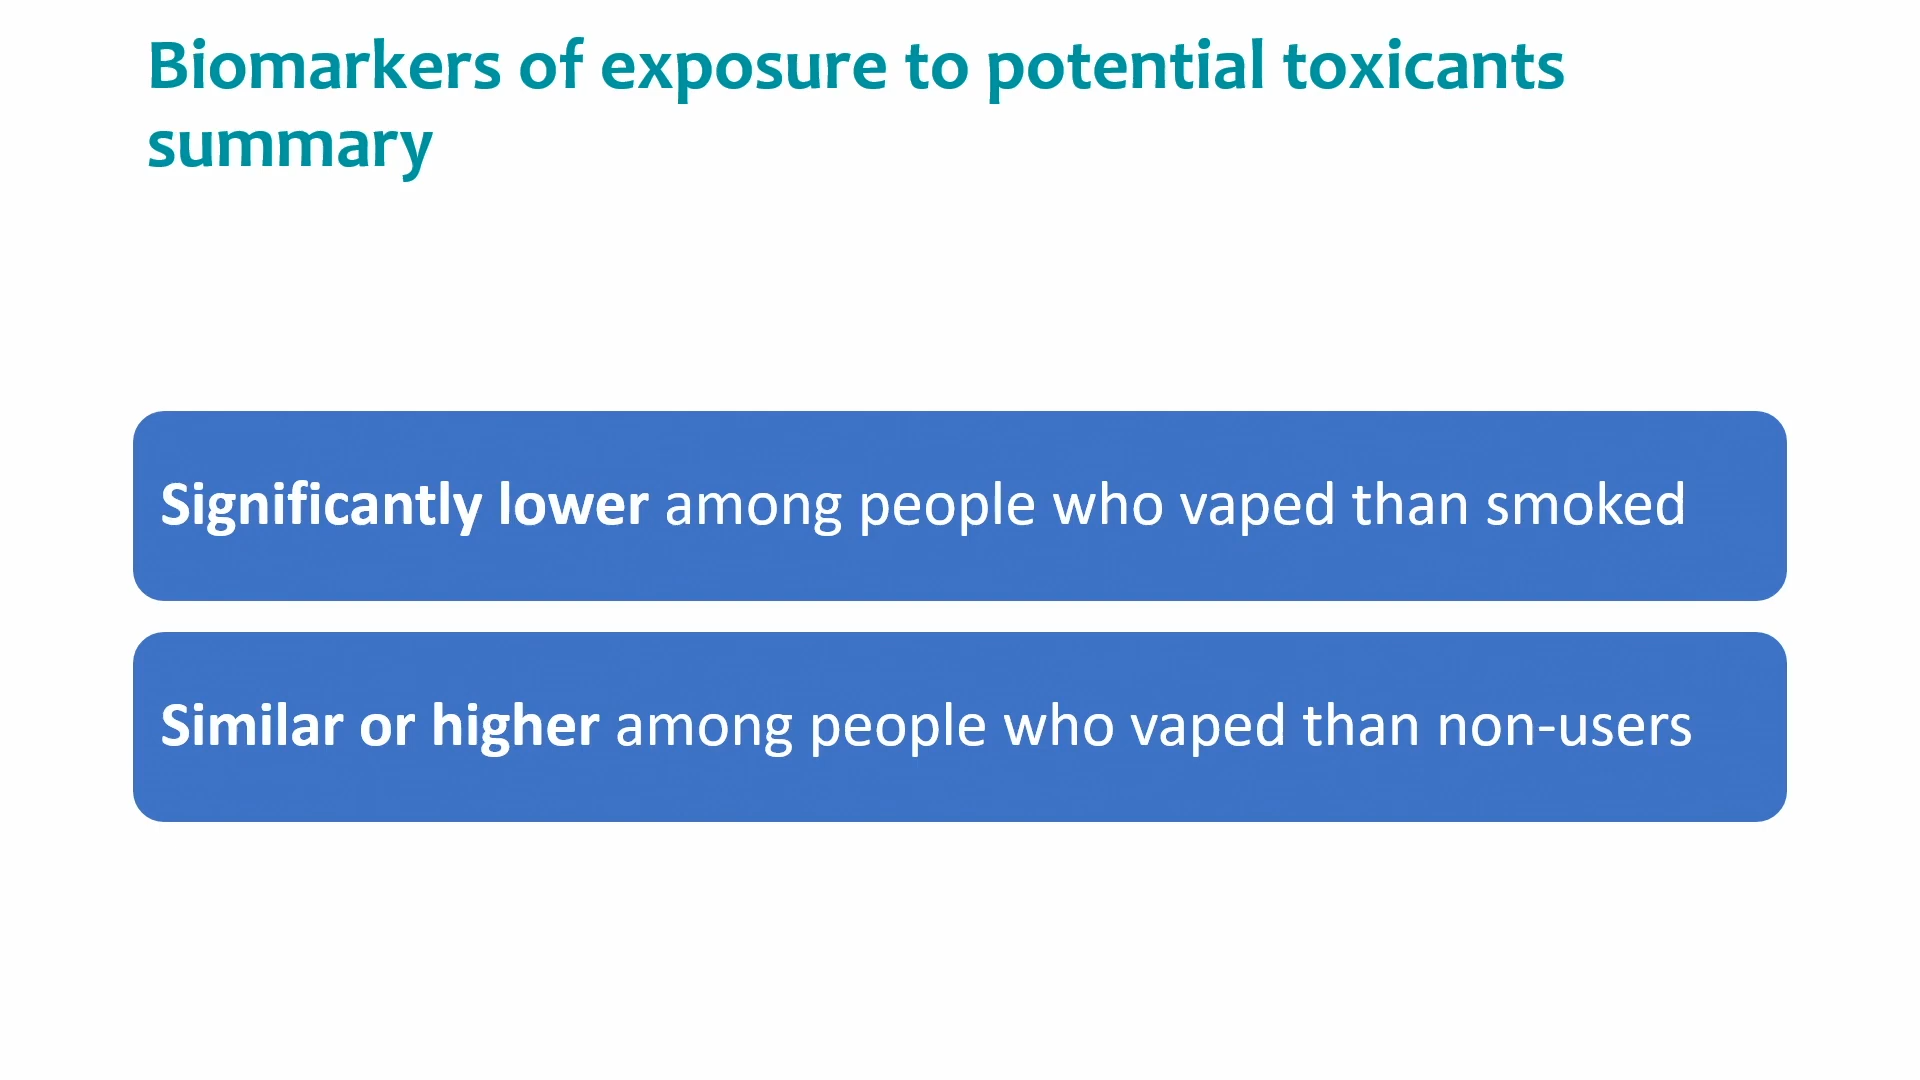 Biomarkers of exposure to potential toxicants
summary
Significantly lower among people who vaped than smoked
Similar or higher among people who vaped than non-users